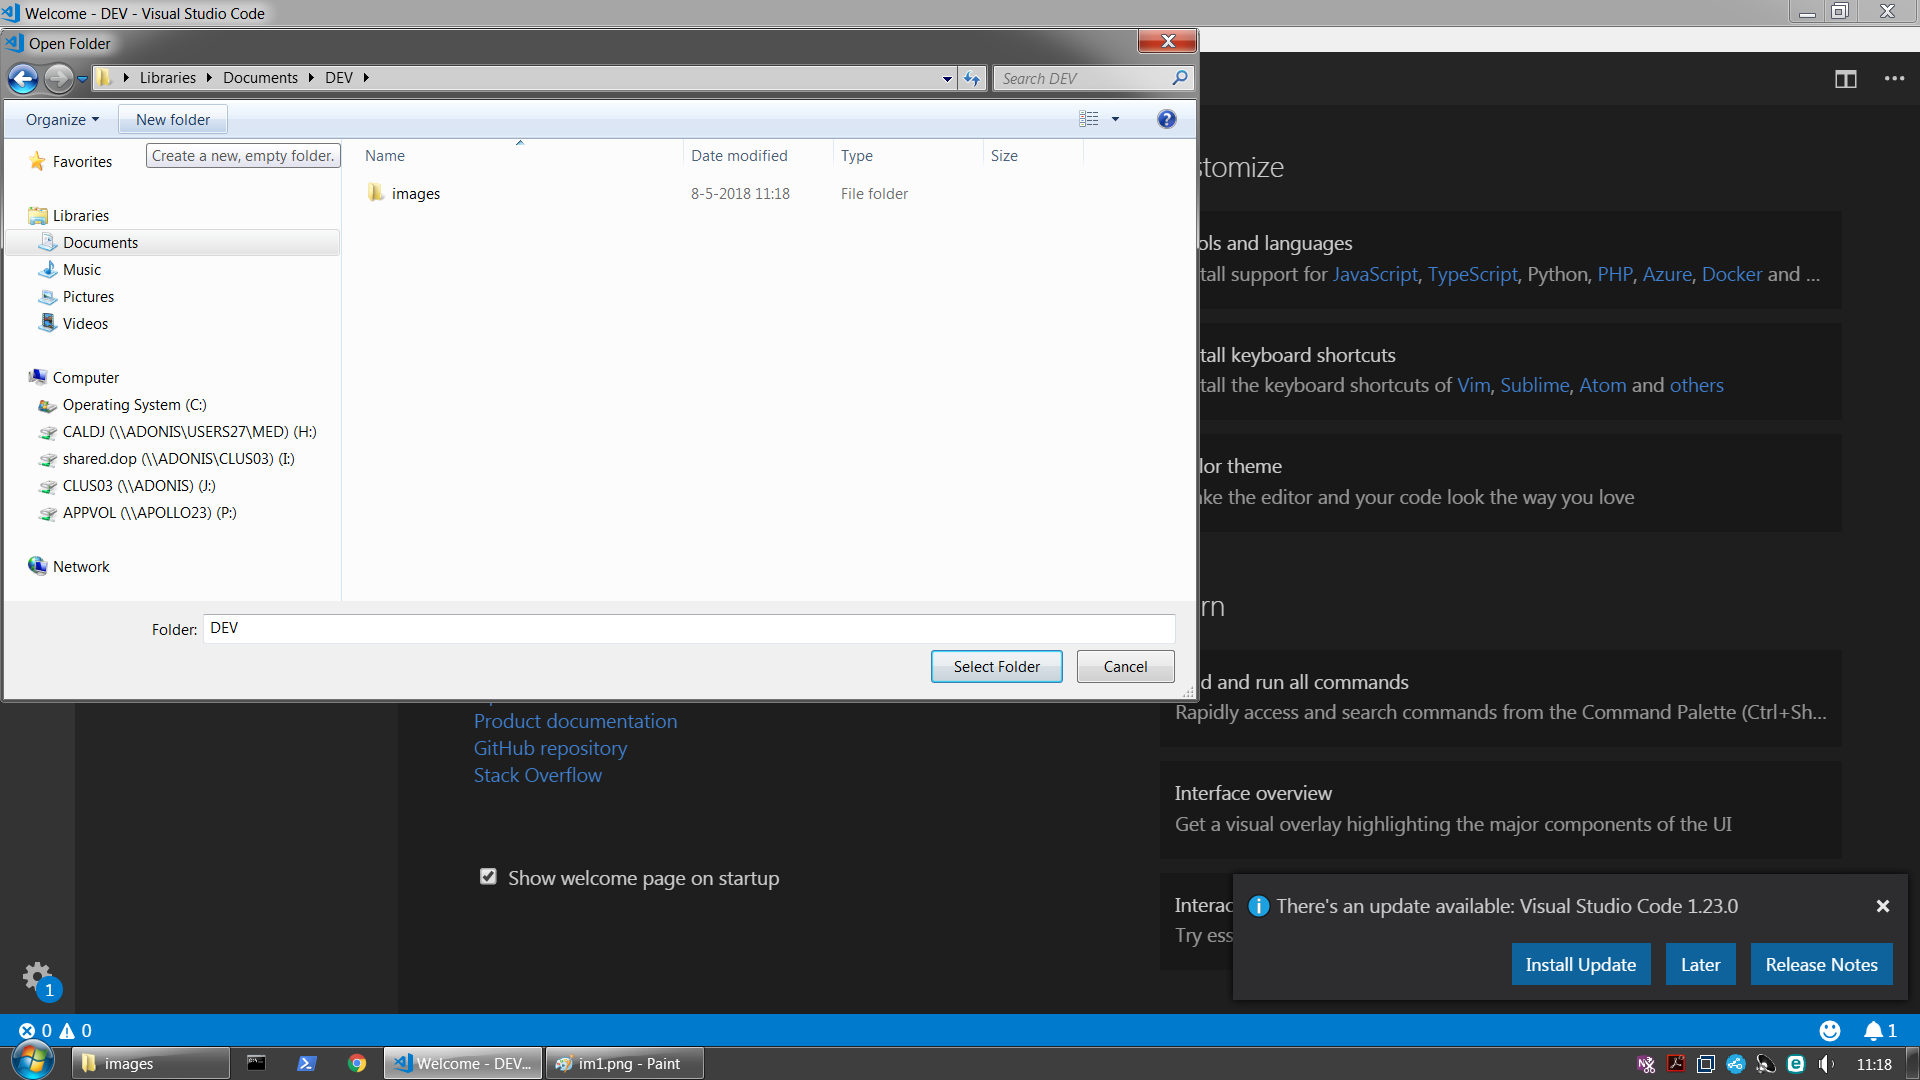 Welcome - DEV - Visual Studio Code
Open Folder
Libraries Documents DEV
Search DEV
Organize
New folder
Create a new, empty folder.
Name Date modified Type Size
images 8-5-2018 11:18 File folder
Favorites
Libraries
Documents
Music
Pictures
Videos
Computer
Operating System (C:)
CALDJ (\\ADONIS\USERS27\MED) (H:)
shared.dop (\\ADONIS\CLUS03) (I:)
CLUS03 (\\ADONIS) (J:)
APPVOL (\\APOLLO23) (P:)
Network
Folder: DEV
Select Folder
Cancel
Product documentation
GitHub repository
Stack Overflow
Show welcome page on startup
stomize
ols and languages
tall support for JavaScript, TypeScript, Python, PHP, Azure, Docker and ...
tall keyboard shortcuts
tall the keyboard shortcuts of Vim, Sublime, Atom and others
lor theme
ke the editor and your code look the way you love
rn
d and run all commands
Rapidly access and search commands from the Command Palette (Ctrl+Sh...
Interface overview
Get a visual overlay highlighting the major components of the UI
Interac
Try ess
There's an update available: Visual Studio Code 1.23.0
Install Update
Later
Release Notes
1
0 0
1
images
Welcome - DEV...
im1.png - Paint
11:18